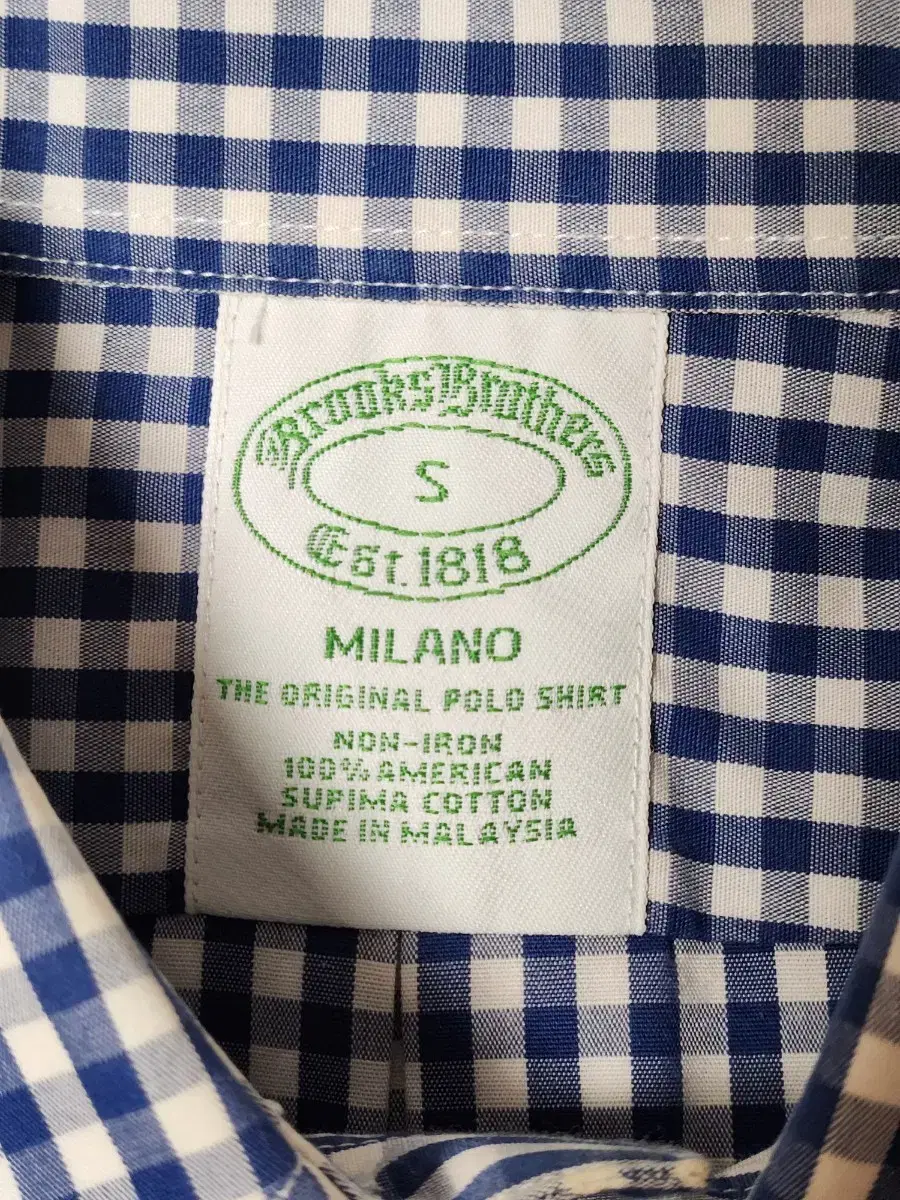 Brooks Brothers
S
Est. 1818
MILANO
THE ORIGINAL POLO SHIRT
NON-IRON
100% AMERICAN
SUPIMA COTTON
MADE IN MALAYSIA